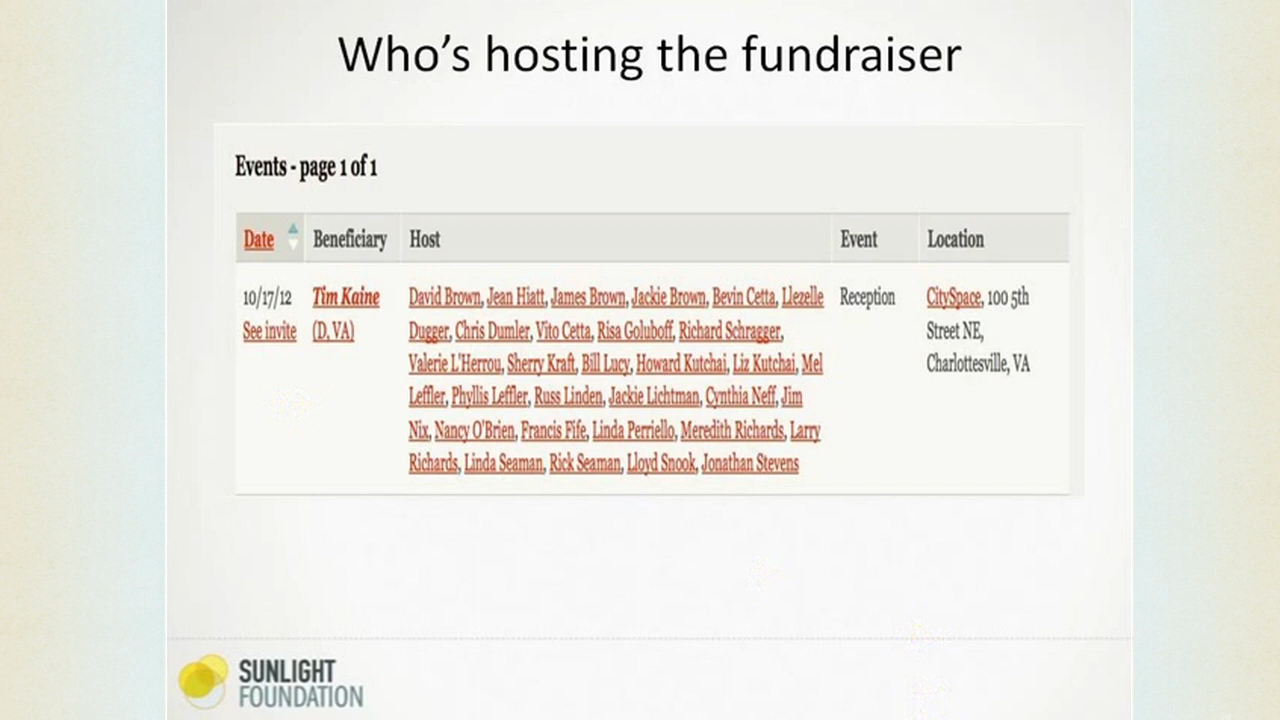 Who's hosting the fundraiser
Events - page 1 of 1
Date Beneficiary Host Event Location
10/17/12 Tim Kaine David Brown, Jean Hiatt, James Brown, Jackie Brown, Bevin Cetta, Llezelle Reception CitySpace, 100 5th
See invite (D, VA) Dugger, Chris Dumler, Vito Cetta, Risa Goluboff, Richard Schragger, Street NE,
Valerie L'Herrou, Sherry Kraft, Bill Lucy, Howard Kutchai, Liz Kutchai, Mel Charlottesville, VA
Leffler, Phyllis Leffler, Russ Linden, Jackie Lichtman, Cynthia Neff, Jim
Nix, Nancy O'Brien, Francis Fife, Linda Perriello, Meredith Richards, Larry
Richards, Linda Seaman, Rick Seaman, Lloyd Snook, Jonathan Stevens
SUNLIGHT
FOUNDATION